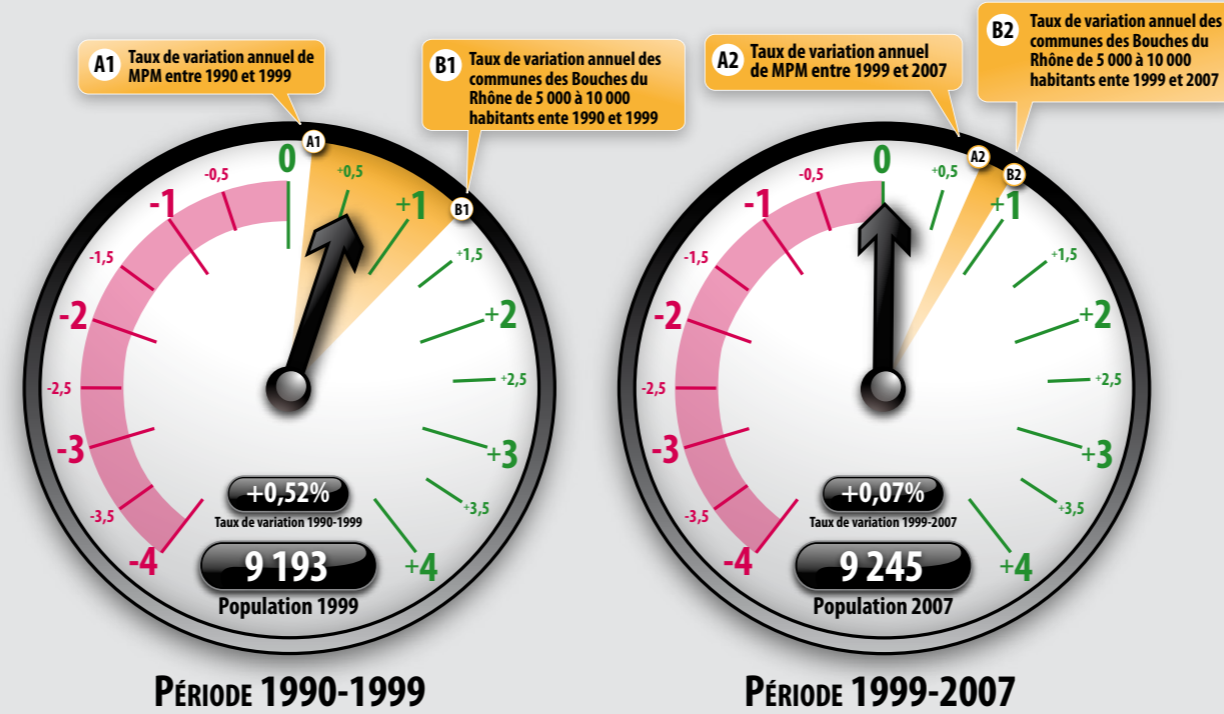 A1 Taux de variation annuel de
MPM entre 1990 et 1999
B1 Taux de variation annuel des
communes des Bouches du
Rhône de 5 000 à 10 000
habitants ente 1990 et 1999
A1
B1
0
-0,5
-1
-1,5
-2
-2,5
-3
-3,5
-4
+0,5
+1
+1,5
+2
+2,5
+3
+3,5
+4
+0,52%
Taux de variation 1990-1999
9 193
Population 1999
PÉRIODE 1990-1999
A2 Taux de variation annuel
de MPM entre 1999 et 2007
B2 Taux de variation annuel des
communes des Bouches du
Rhône de 5 000 à 10 000
habitants ente 1999 et 2007
A2
B2
0
-0,5
-1
-1,5
-2
-2,5
-3
-3,5
-4
+0,5
+1
+1,5
+2
+2,5
+3
+3,5
+4
+0,07%
Taux de variation 1999-2007
9 245
Population 2007
PÉRIODE 1999-2007